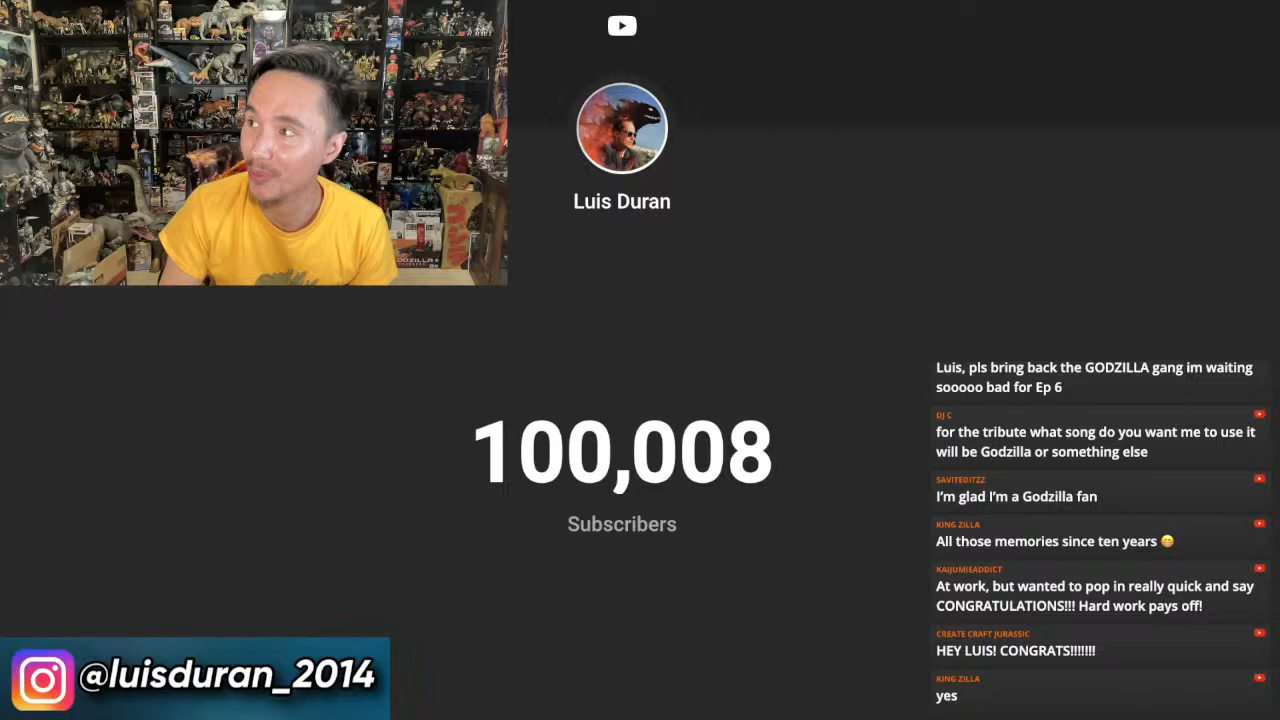 Luis Duran
100,008
Subscribers
Luis, pls bring back the GODZILLA gang im waiting
sooooo bad for Ep 6
DJ C
for the tribute what song do you want me to use it
will be Godzilla or something else
SAVITEDITZZ
I'm glad I'm a Godzilla fan
KING ZILLA
All those memories since ten years 😁
KAIJUMIEADDICT
At work, but wanted to pop in really quick and say
CONGRATULATIONS!!! Hard work pays off!
CREATE CRAFT JURASSIC
HEY LUIS! CONGRATS!!!!!!!
KING ZILLA
yes
@luisduran_2014